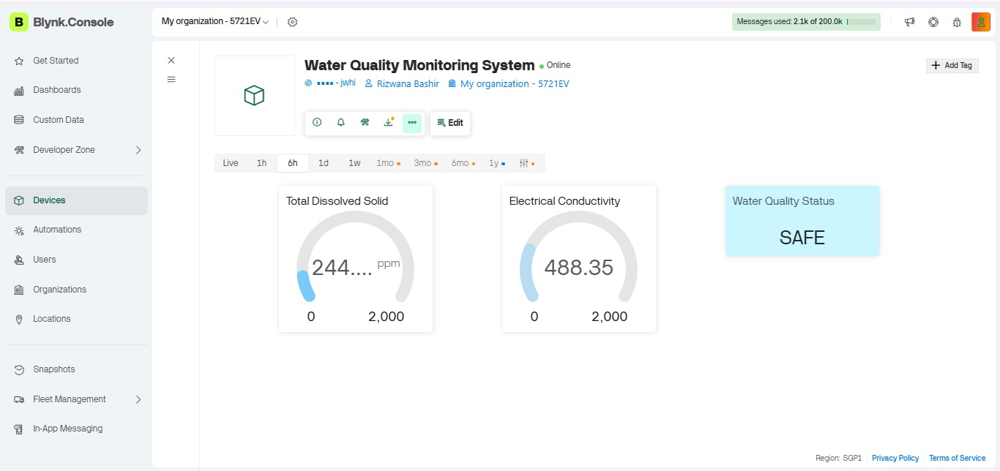 B Blynk.Console
My organization - 5721EV
Messages used: 2.1k of 200.0k
Get Started
Dashboards
Custom Data
Developer Zone
Devices
Automations
Users
Organizations
Locations
Snapshots
Fleet Management
In-App Messaging
Water Quality Monitoring System Online
- jwhi Rizwana Bashir My organization - 5721EV
Add Tag
Edit
Live 1h 6h 1d 1w 1mo 3mo 6mo 1y
Total Dissolved Solid
244.... ppm
0 2,000
Electrical Conductivity
488.35
0 2,000
Water Quality Status
SAFE
Region: SGP1 Privacy Policy Terms of Service